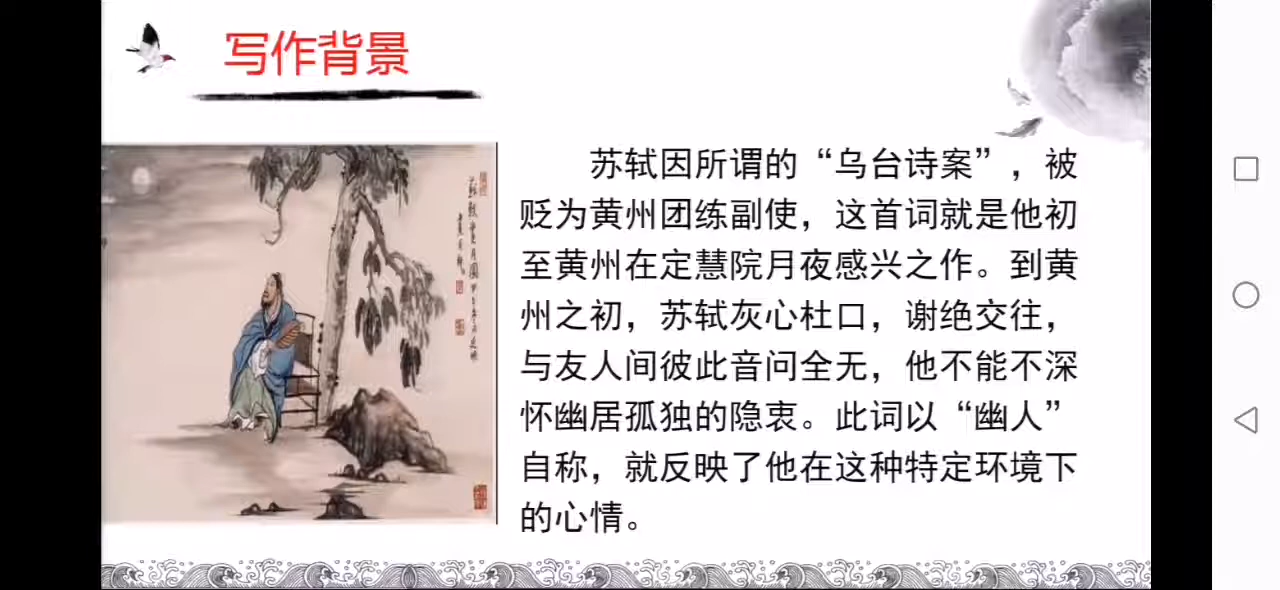 写作背景
苏轼因所谓的“乌台诗案”，被
贬为黄州团练副使，这首词就是他初
至黄州在定慧院月夜感兴之作。到黄
州之初，苏轼灰心杜口，谢绝交往，
与友人间彼此音问全无，他不能不深
怀幽居孤独的隐衷。此词以“幽人”
自称，就反映了他在这种特定环境下
的心情。